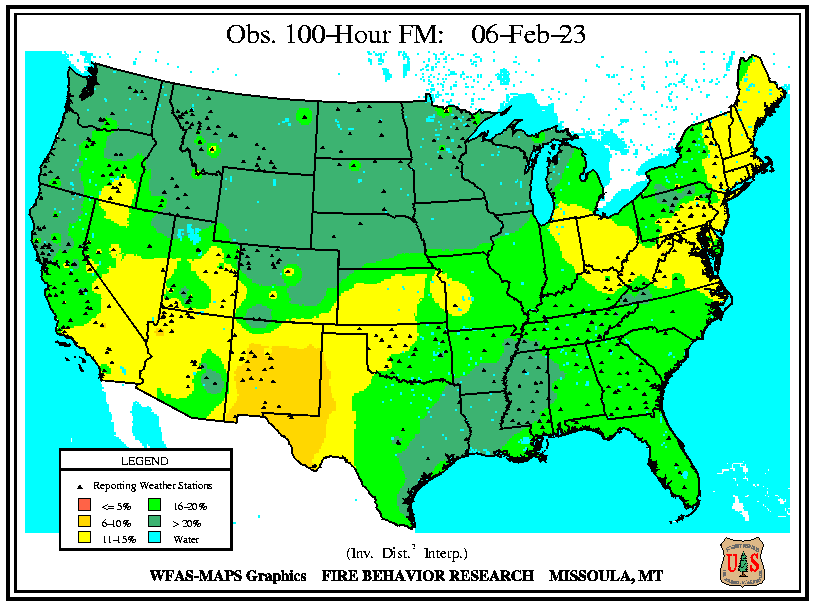 Obs. 100-Hour FM: 06-Feb-23
LEGEND
Reporting Weather Stations
<= 5% 16-20%
6-10% > 20%
11-15% Water
(Inv. Dist.² Interp.)
WFAS-MAPS Graphics FIRE BEHAVIOR RESEARCH MISSOULA, MT
U S